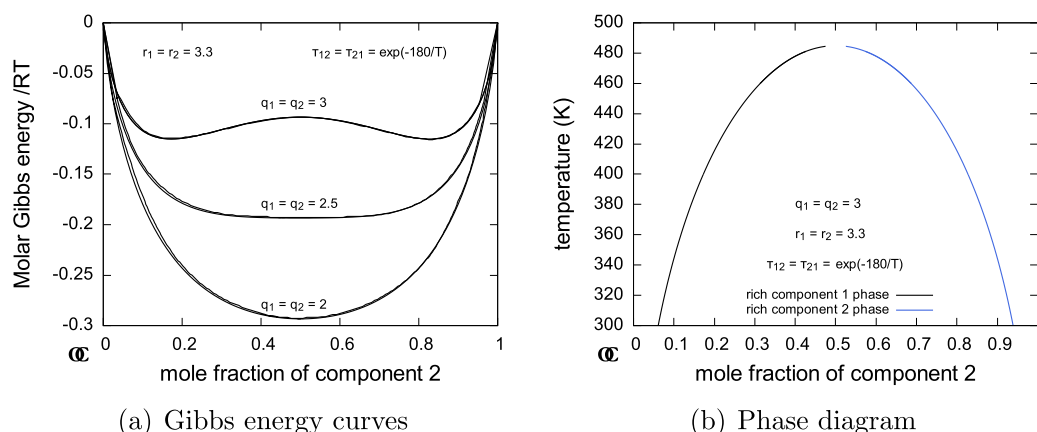 0
-0.05
-0.1
-0.15
-0.2
-0.25
-0.3
Molar Gibbs energy/RT
r1 = r2 = 3.3
τ12 = τ21 = exp(-180/T)
q1 = q2 = 3
q1 = q2 = 2.5
q1 = q2 = 2
0 0.2 0.4 0.6 0.8 1
mole fraction of component 2
(a) Gibbs energy curves
500
480
460
440
420
400
380
360
340
320
300
temperature (K)
q1 = q2 = 3
r1 = r2 = 3.3
τ12 = τ21 = exp(-180/T)
rich component 1 phase
rich component 2 phase
0 0.1 0.2 0.3 0.4 0.5 0.6 0.7 0.8 0.9
mole fraction of component 2
(b) Phase diagram